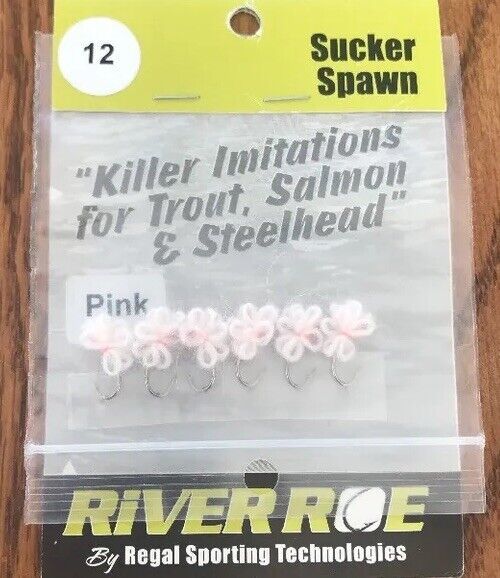 12
Sucker
Spawn
"Killer Imitations
for Trout, Salmon
& Steelhead"
Pink
RiVER ROE
By Regal Sporting Technologies